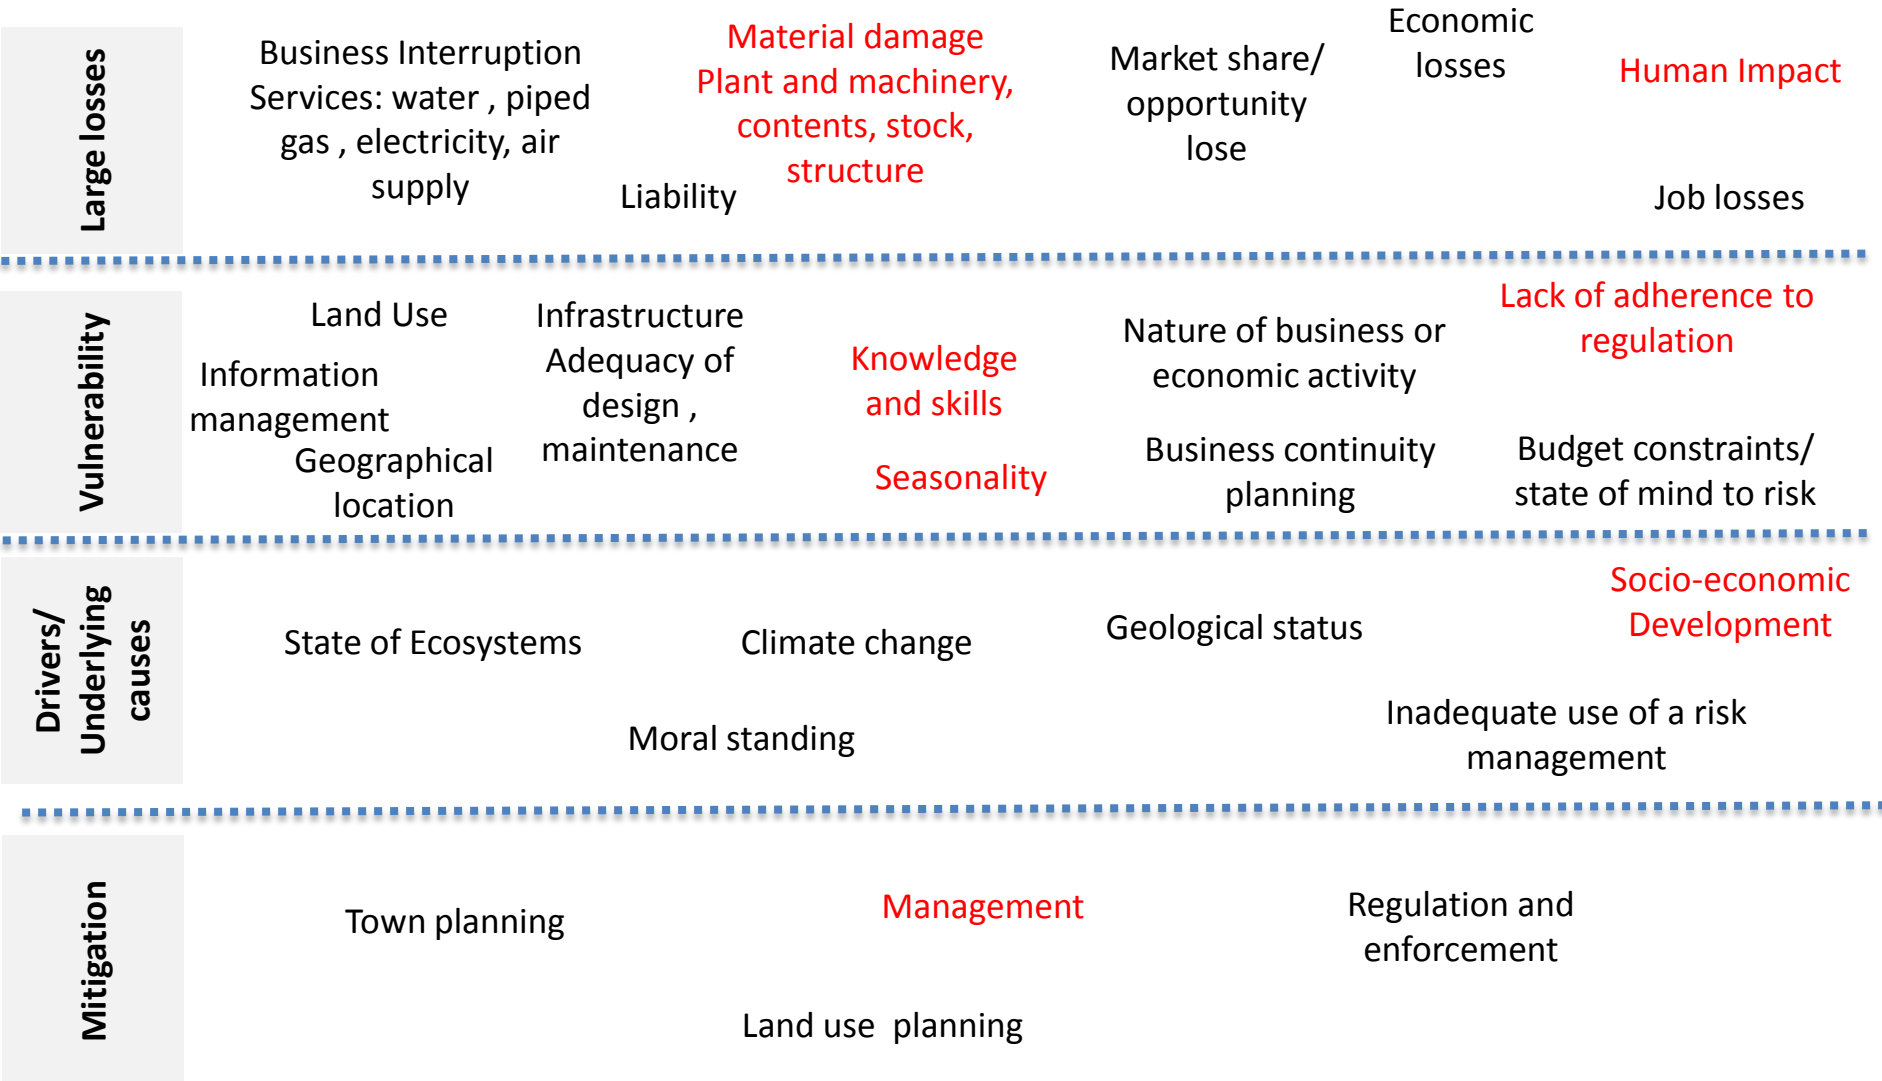 Large losses
Business Interruption
Services: water , piped
gas , electricity, air
supply
Liability
Material damage
Plant and machinery,
contents, stock,
structure
Market share/
opportunity
lose
Economic
losses
Human Impact
Job losses
Vulnerability
Land Use
Information
management
Geographical
location
Infrastructure
Adequacy of
design ,
maintenance
Knowledge
and skills
Seasonality
Nature of business or
economic activity
Business continuity
planning
Lack of adherence to
regulation
Budget constraints/
state of mind to risk
Drivers/
Underlying
causes
State of Ecosystems
Climate change
Geological status
Socio-economic
Development
Moral standing
Inadequate use of a risk
management
Mitigation
Town planning
Management
Regulation and
enforcement
Land use  planning